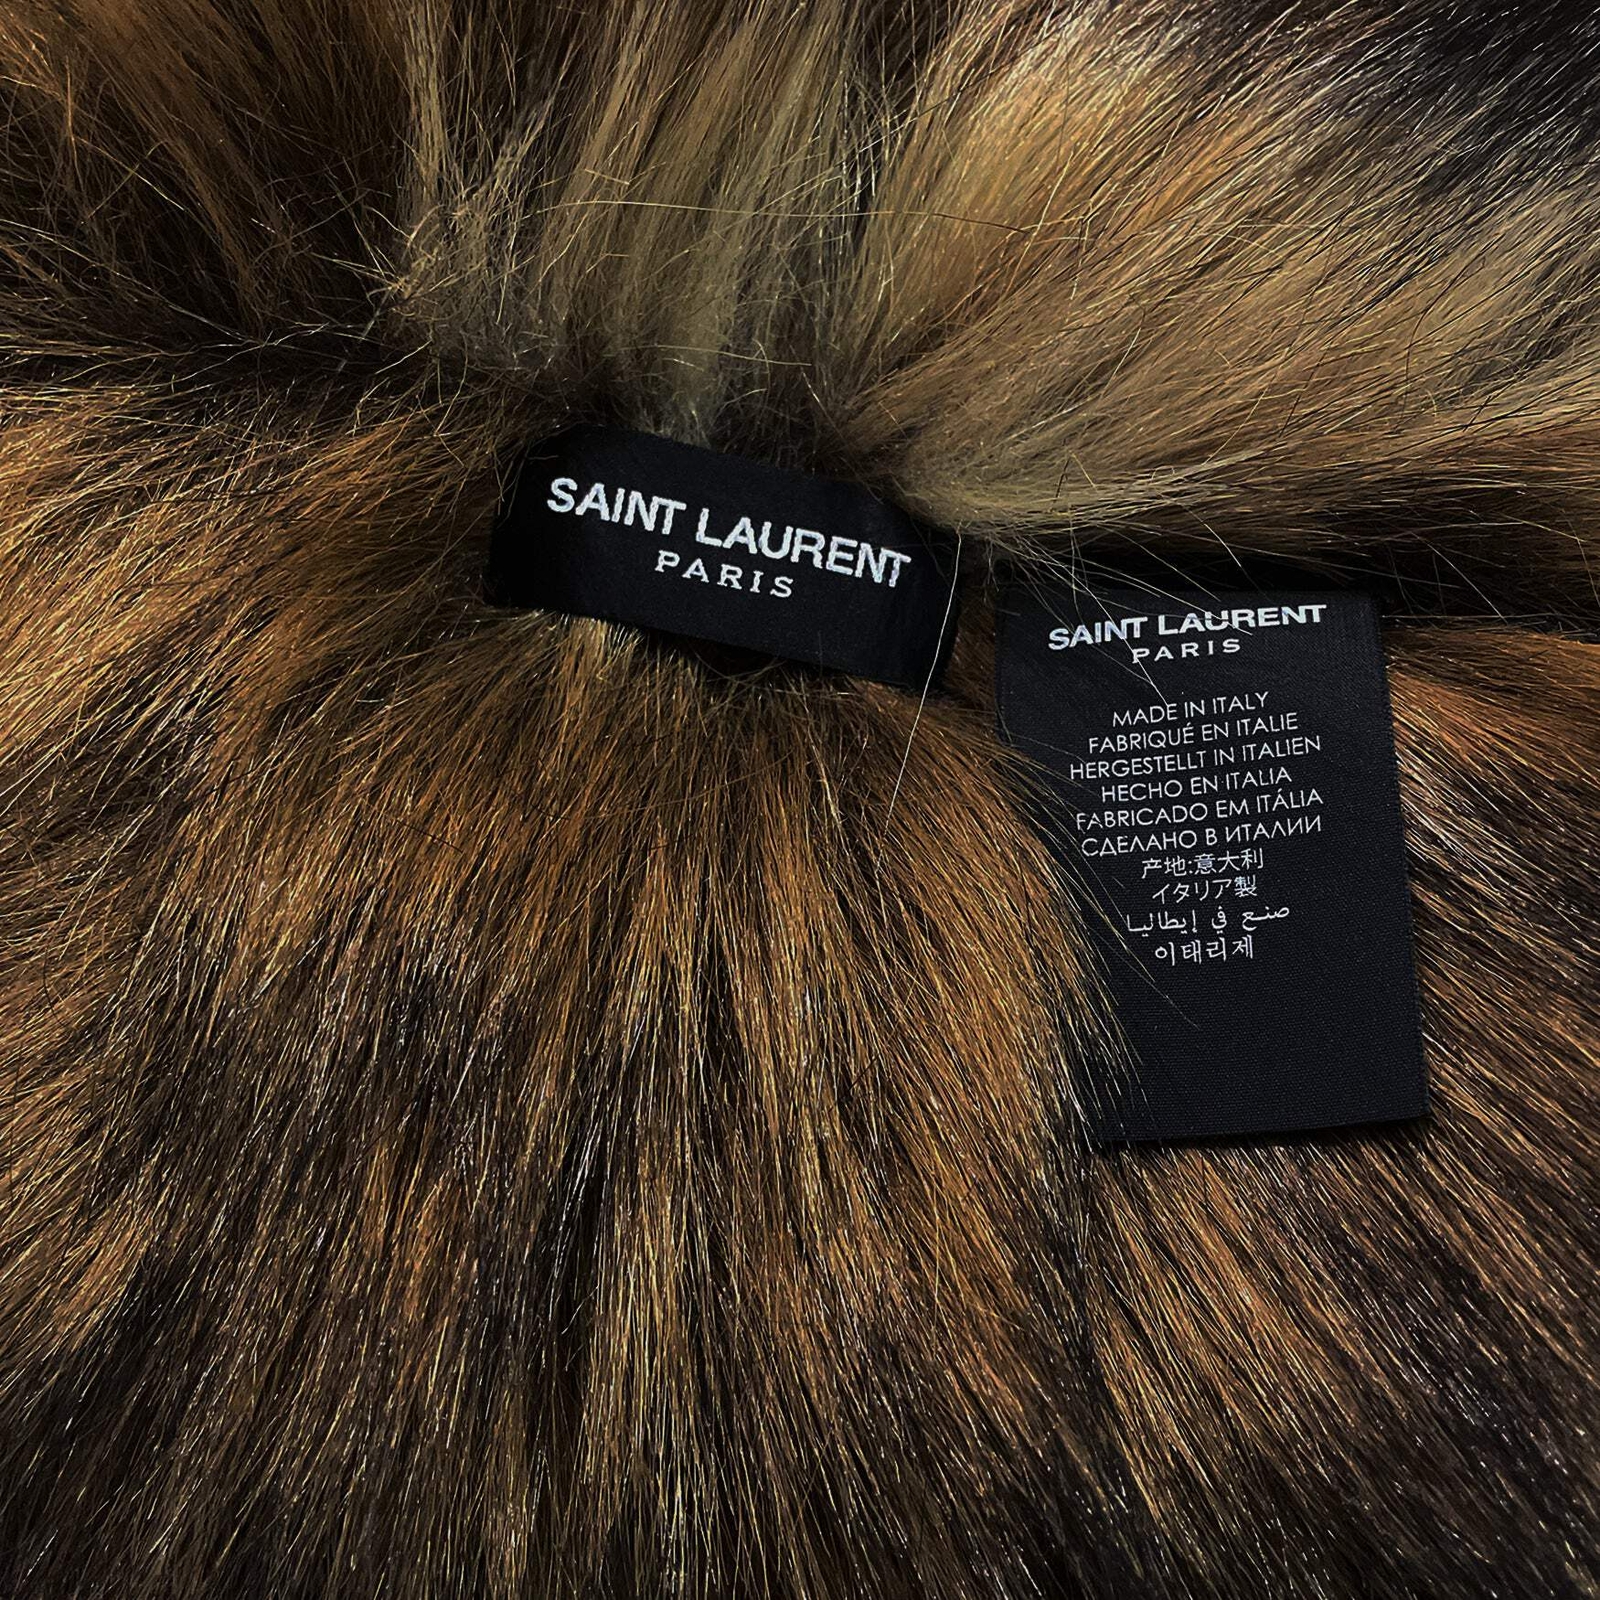 SAINT LAURENT
PARIS
SAINT LAURENT
PARIS
MADE IN ITALY
FABRIQUÉ EN ITALIE
HERGESTELLT IN ITALIEN
HECHO EN ITALIA
FABRICADO EM ITÁLIA
СДЕЛАНО В ИТАЛИИ
产地:意大利
イタリア製
صنع في إيطاليا
이태리제